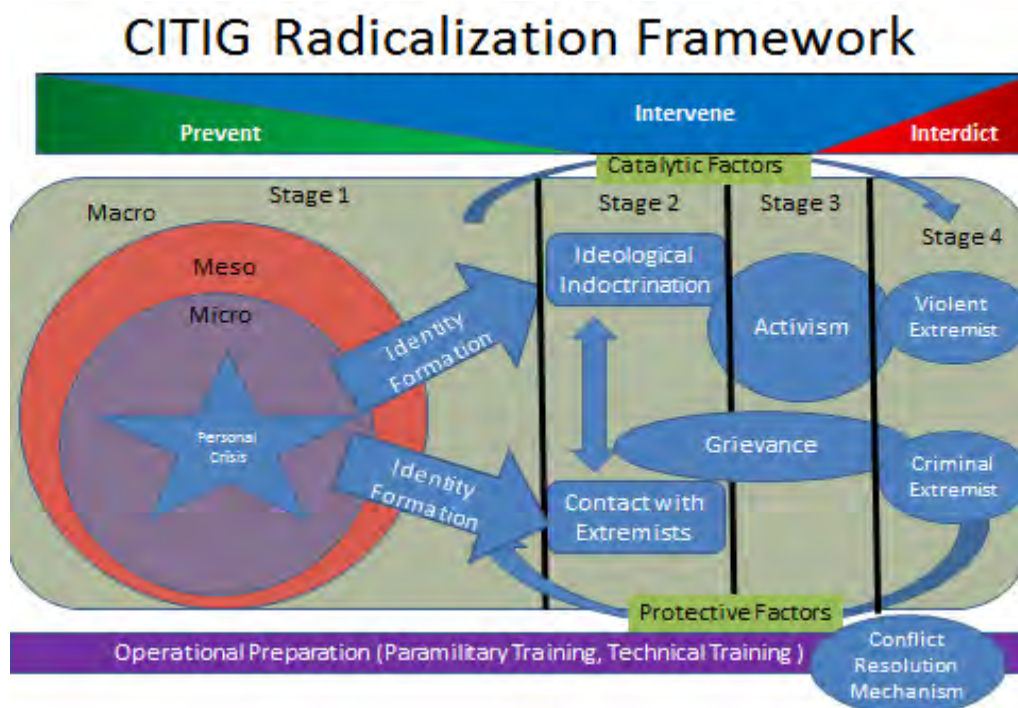 CITIG Radicalization Framework
Prevent
Intervene
Interdict
Catalytic Factors
Stage 1
Stage 2
Stage 3
Stage 4
Macro
Meso
Micro
Personal
Crisis
Identity
Formation
Identity
Formation
Ideological
Indoctrination
Activism
Violent
Extremist
Grievance
Contact with
Extremists
Criminal
Extremist
Protective Factors
Operational Preparation (Paramilitary Training, Technical Training )
Conflict
Resolution
Mechanism